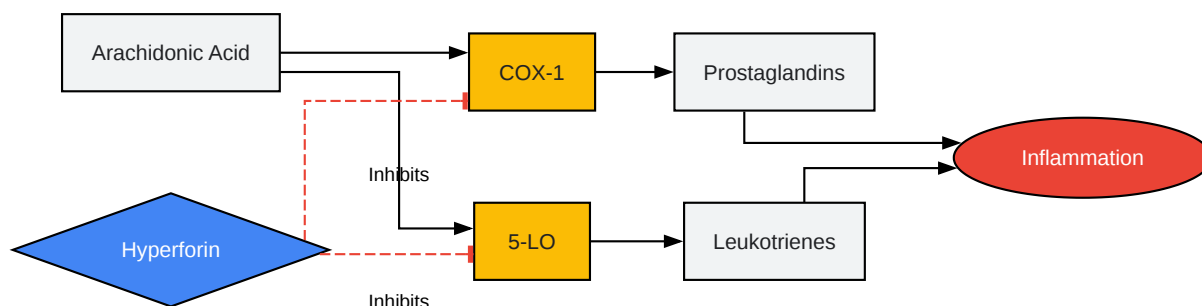 Arachidonic Acid
COX-1
Prostaglandins
Inflammation
Inhibits
Hyperforin
5-LO
Leukotrienes
Inhibits